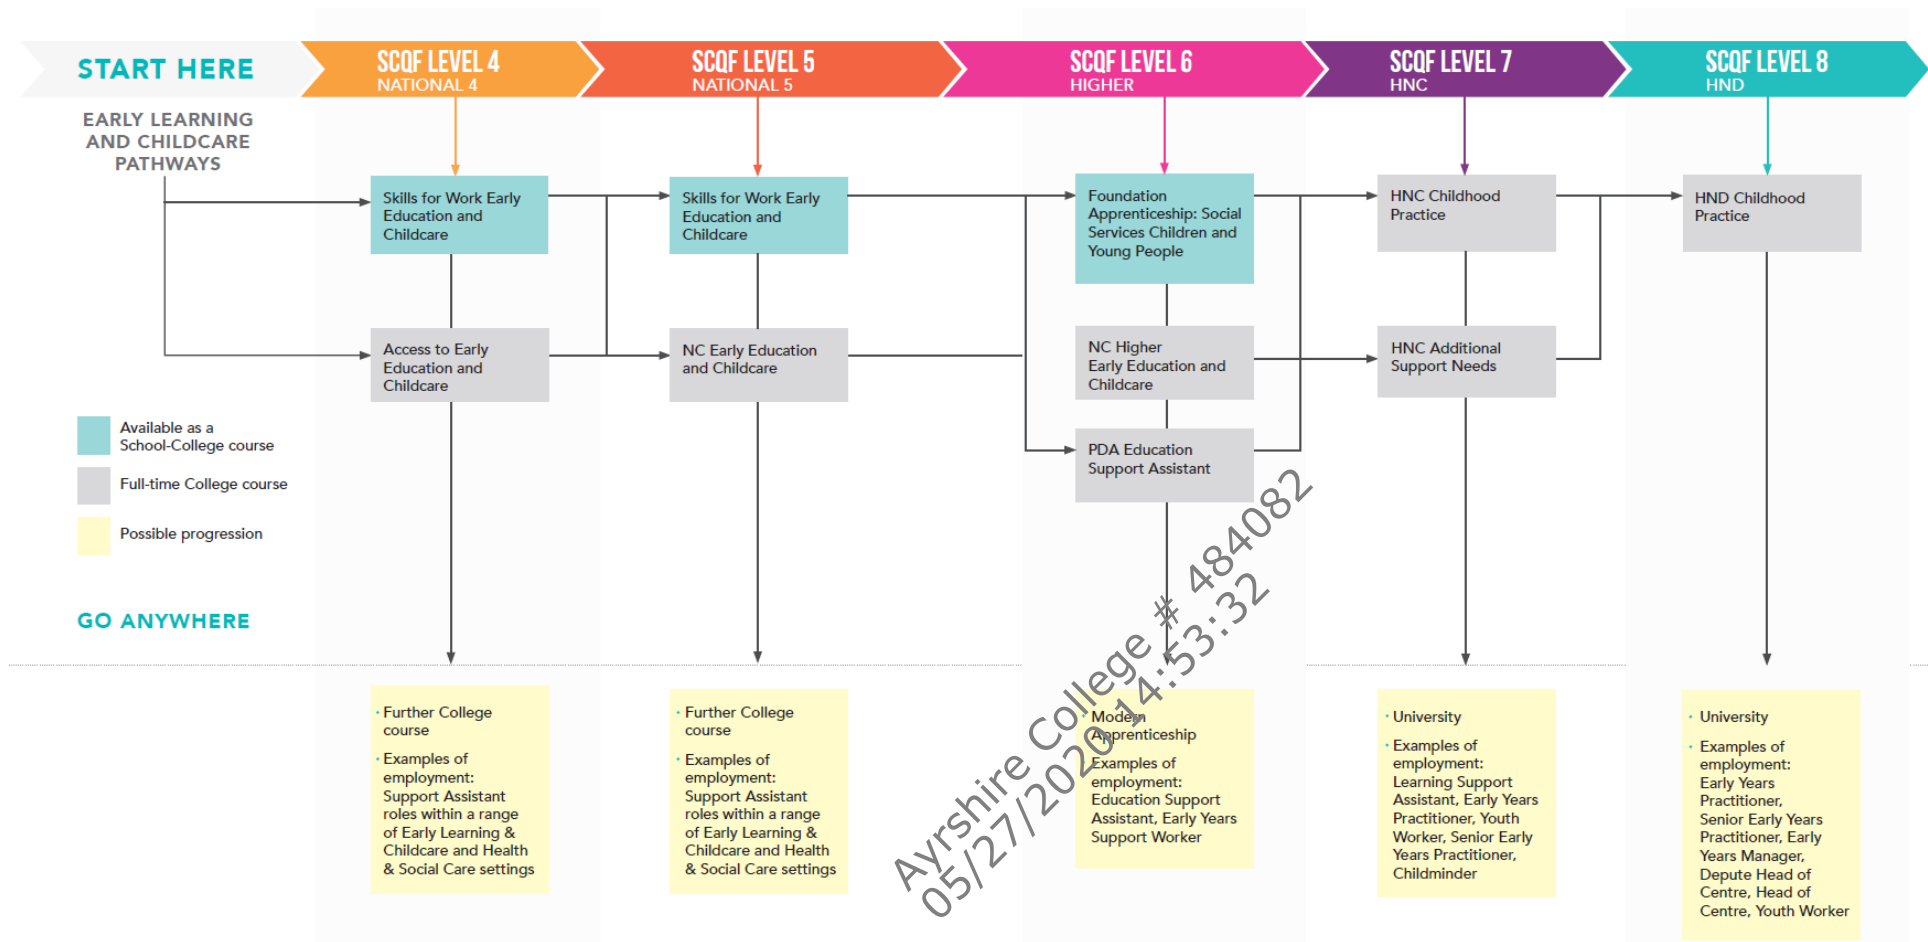 START HERE
SCQF LEVEL 4
NATIONAL 4
SCQF LEVEL 5
NATIONAL 5
SCQF LEVEL 6
HIGHER
SCQF LEVEL 7
HNC
SCQF LEVEL 8
HND
EARLY LEARNING
AND CHILDCARE
PATHWAYS
Skills for Work Early
Education and
Childcare
Skills for Work Early
Education and
Childcare
Foundation
Apprenticeship: Social
Services Children and
Young People
HNC Childhood
Practice
HND Childhood
Practice
Access to Early
Education and
Childcare
NC Early Education
and Childcare
NC Higher
Early Education and
Childcare
HNC Additional
Support Needs
PDA Education
Support Assistant
Available as a
School-College course
Full-time College course
Possible progression
GO ANYWHERE
· Further College
course
· Examples of
employment:
Support Assistant
roles within a range
of Early Learning &
Childcare and Health
& Social Care settings
· Further College
course
· Examples of
employment:
Support Assistant
roles within a range
of Early Learning &
Childcare and Health
& Social Care settings
· Modern
Apprenticeship
· Examples of
employment:
Education Support
Assistant, Early Years
Support Worker
· University
· Examples of
employment:
Learning Support
Assistant, Early Years
Practitioner, Youth
Worker, Senior Early
Years Practitioner,
Childminder
· University
· Examples of
employment:
Early Years
Practitioner,
Senior Early Years
Practitioner, Early
Years Manager,
Depute Head of
Centre, Head of
Centre, Youth Worker
Ayrshire College # 484082
05/27/2020 14:53:32